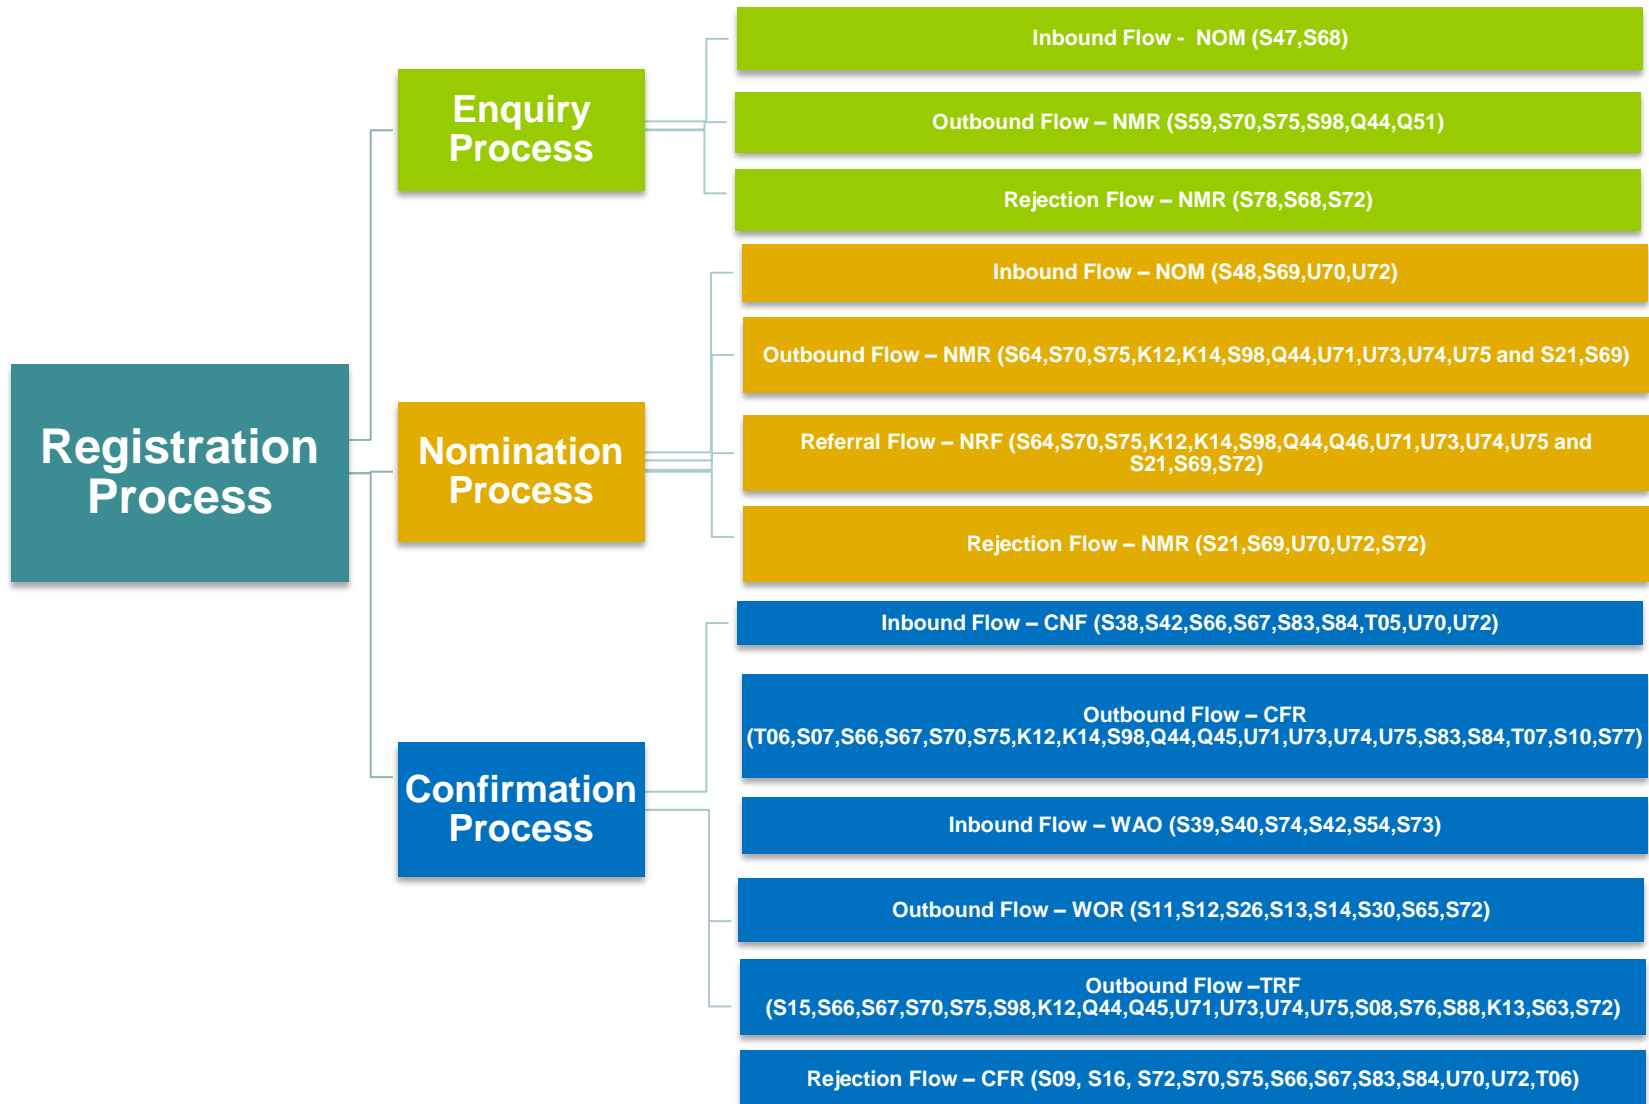 Registration
Process
Enquiry
Process
Inbound Flow -  NOM (S47,S68)
Outbound Flow – NMR (S59,S70,S75,S98,Q44,Q51)
Rejection Flow – NMR (S78,S68,S72)
Nomination
Process
Inbound Flow – NOM (S48,S69,U70,U72)
Outbound Flow – NMR (S64,S70,S75,K12,K14,S98,Q44,U71,U73,U74,U75 and S21,S69)
Referral Flow – NRF (S64,S70,S75,K12,K14,S98,Q44,Q46,U71,U73,U74,U75 and
S21,S69,S72)
Rejection Flow – NMR (S21,S69,U70,U72,S72)
Confirmation
Process
Inbound Flow – CNF (S38,S42,S66,S67,S83,S84,T05,U70,U72)
Outbound Flow – CFR
(T06,S07,S66,S67,S70,S75,K12,K14,S98,Q44,Q45,U71,U73,U74,U75,S83,S84,T07,S10,S77)
Inbound Flow – WAO (S39,S40,S74,S42,S54,S73)
Outbound Flow – WOR (S11,S12,S26,S13,S14,S30,S65,S72)
Outbound Flow –TRF
(S15,S66,S67,S70,S75,S98,K12,Q44,Q45,U71,U73,U74,U75,S08,S76,S88,K13,S63,S72)
Rejection Flow – CFR (S09, S16, S72,S70,S75,S66,S67,S83,S84,U70,U72,T06)